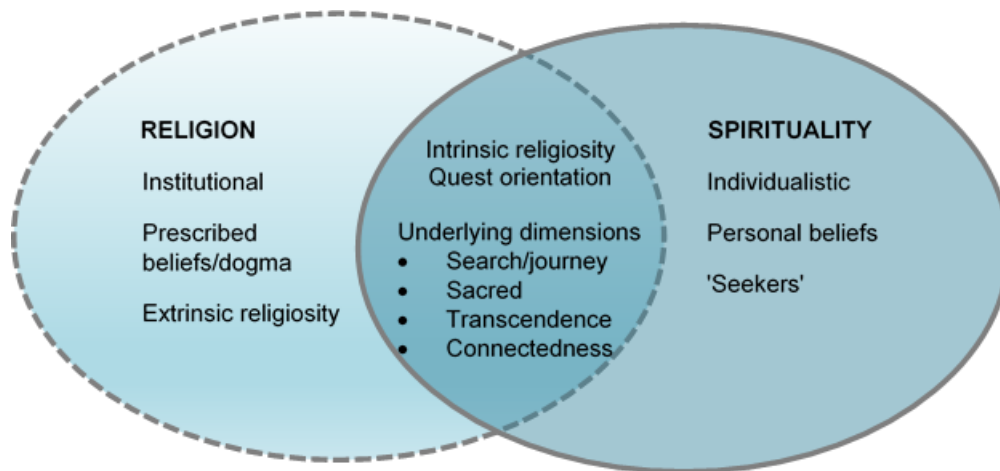 RELIGION
Institutional
Prescribed
beliefs/dogma
Extrinsic religiosity
Intrinsic religiosity
Quest orientation
Underlying dimensions
• Search/journey
• Sacred
• Transcendence
• Connectedness
SPIRITUALITY
Individualistic
Personal beliefs
'Seekers'